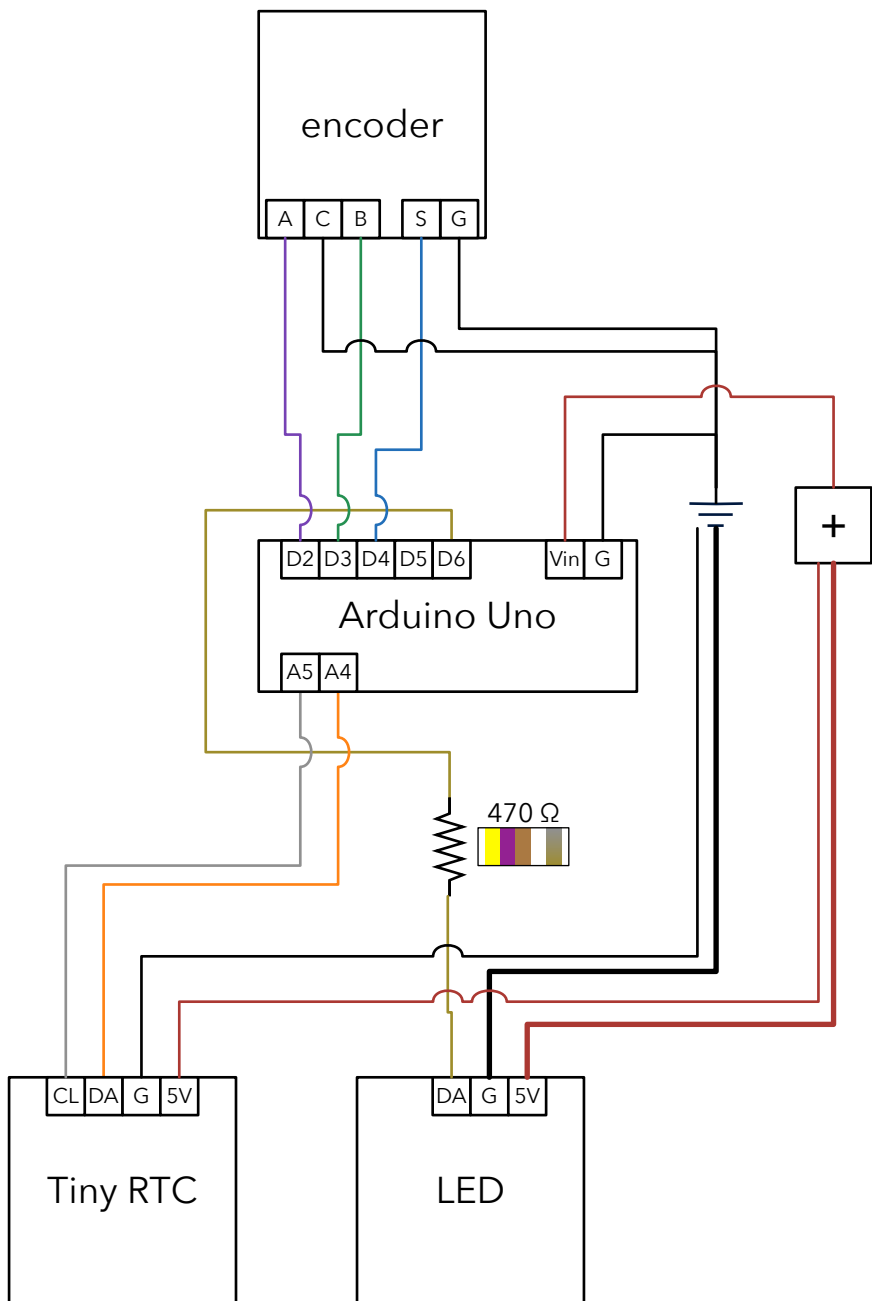 encoder
A C B S G
D2 D3 D4 D5 D6 Vin G
+
Arduino Uno
A5 A4
470 Ω
CL DA G 5V
DA G 5V
Tiny RTC
LED